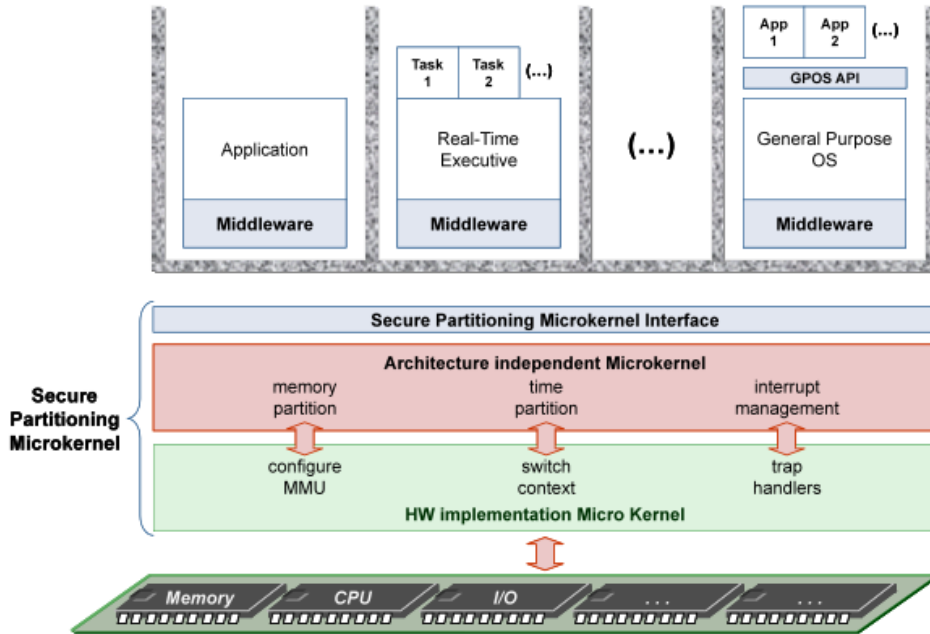 App
1
App
2
(...)
Task
1
Task
2
(...)
GPOS API
Application
Real-Time
Executive
(...)
General Purpose
OS
Middleware
Middleware
Middleware
Secure Partitioning Microkernel Interface
Secure
Partitioning
Microkernel
Architecture independent Microkernel
memory
partition
time
partition
interrupt
management
configure
MMU
switch
context
trap
handlers
HW implementation Micro Kernel
Memory
CPU
I/O
...
...